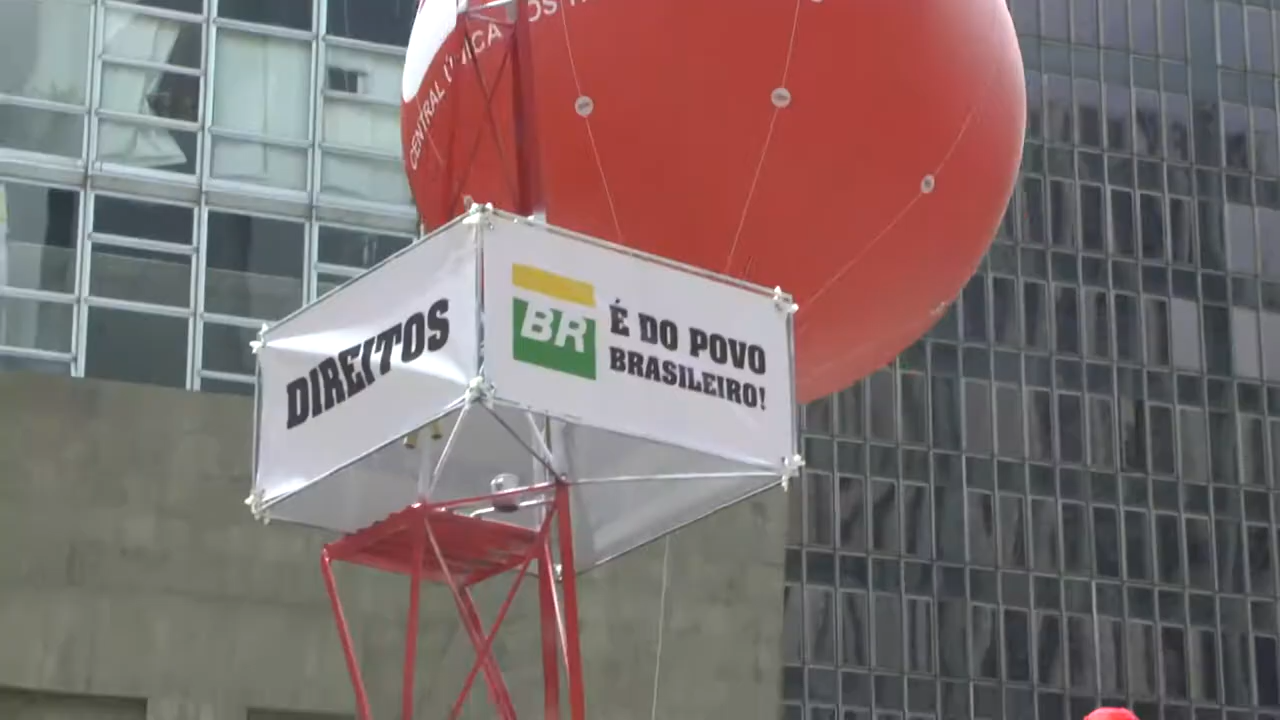 CENTRAL ÚNICA
DIREITOS
BR
É DO POVO
BRASILEIRO!